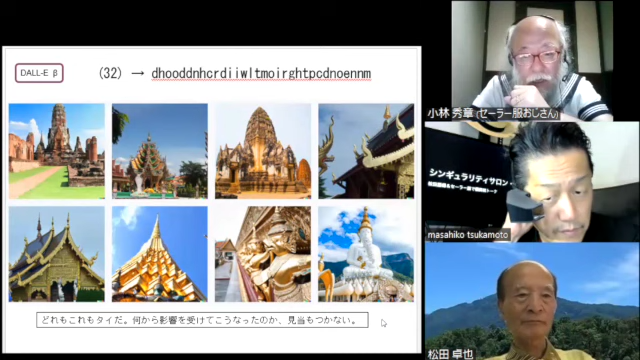 DALL-E β
(32) → dhooddnhcrdiiwltmoirghtpcdnoennm
どれもこれもタイだ。何から影響を受けてこうなったのか、見当もつかない。
小林 秀章 (セーラー服おじさん)
シンギュラリティサロン
masahiko tsukamoto
松田 卓也